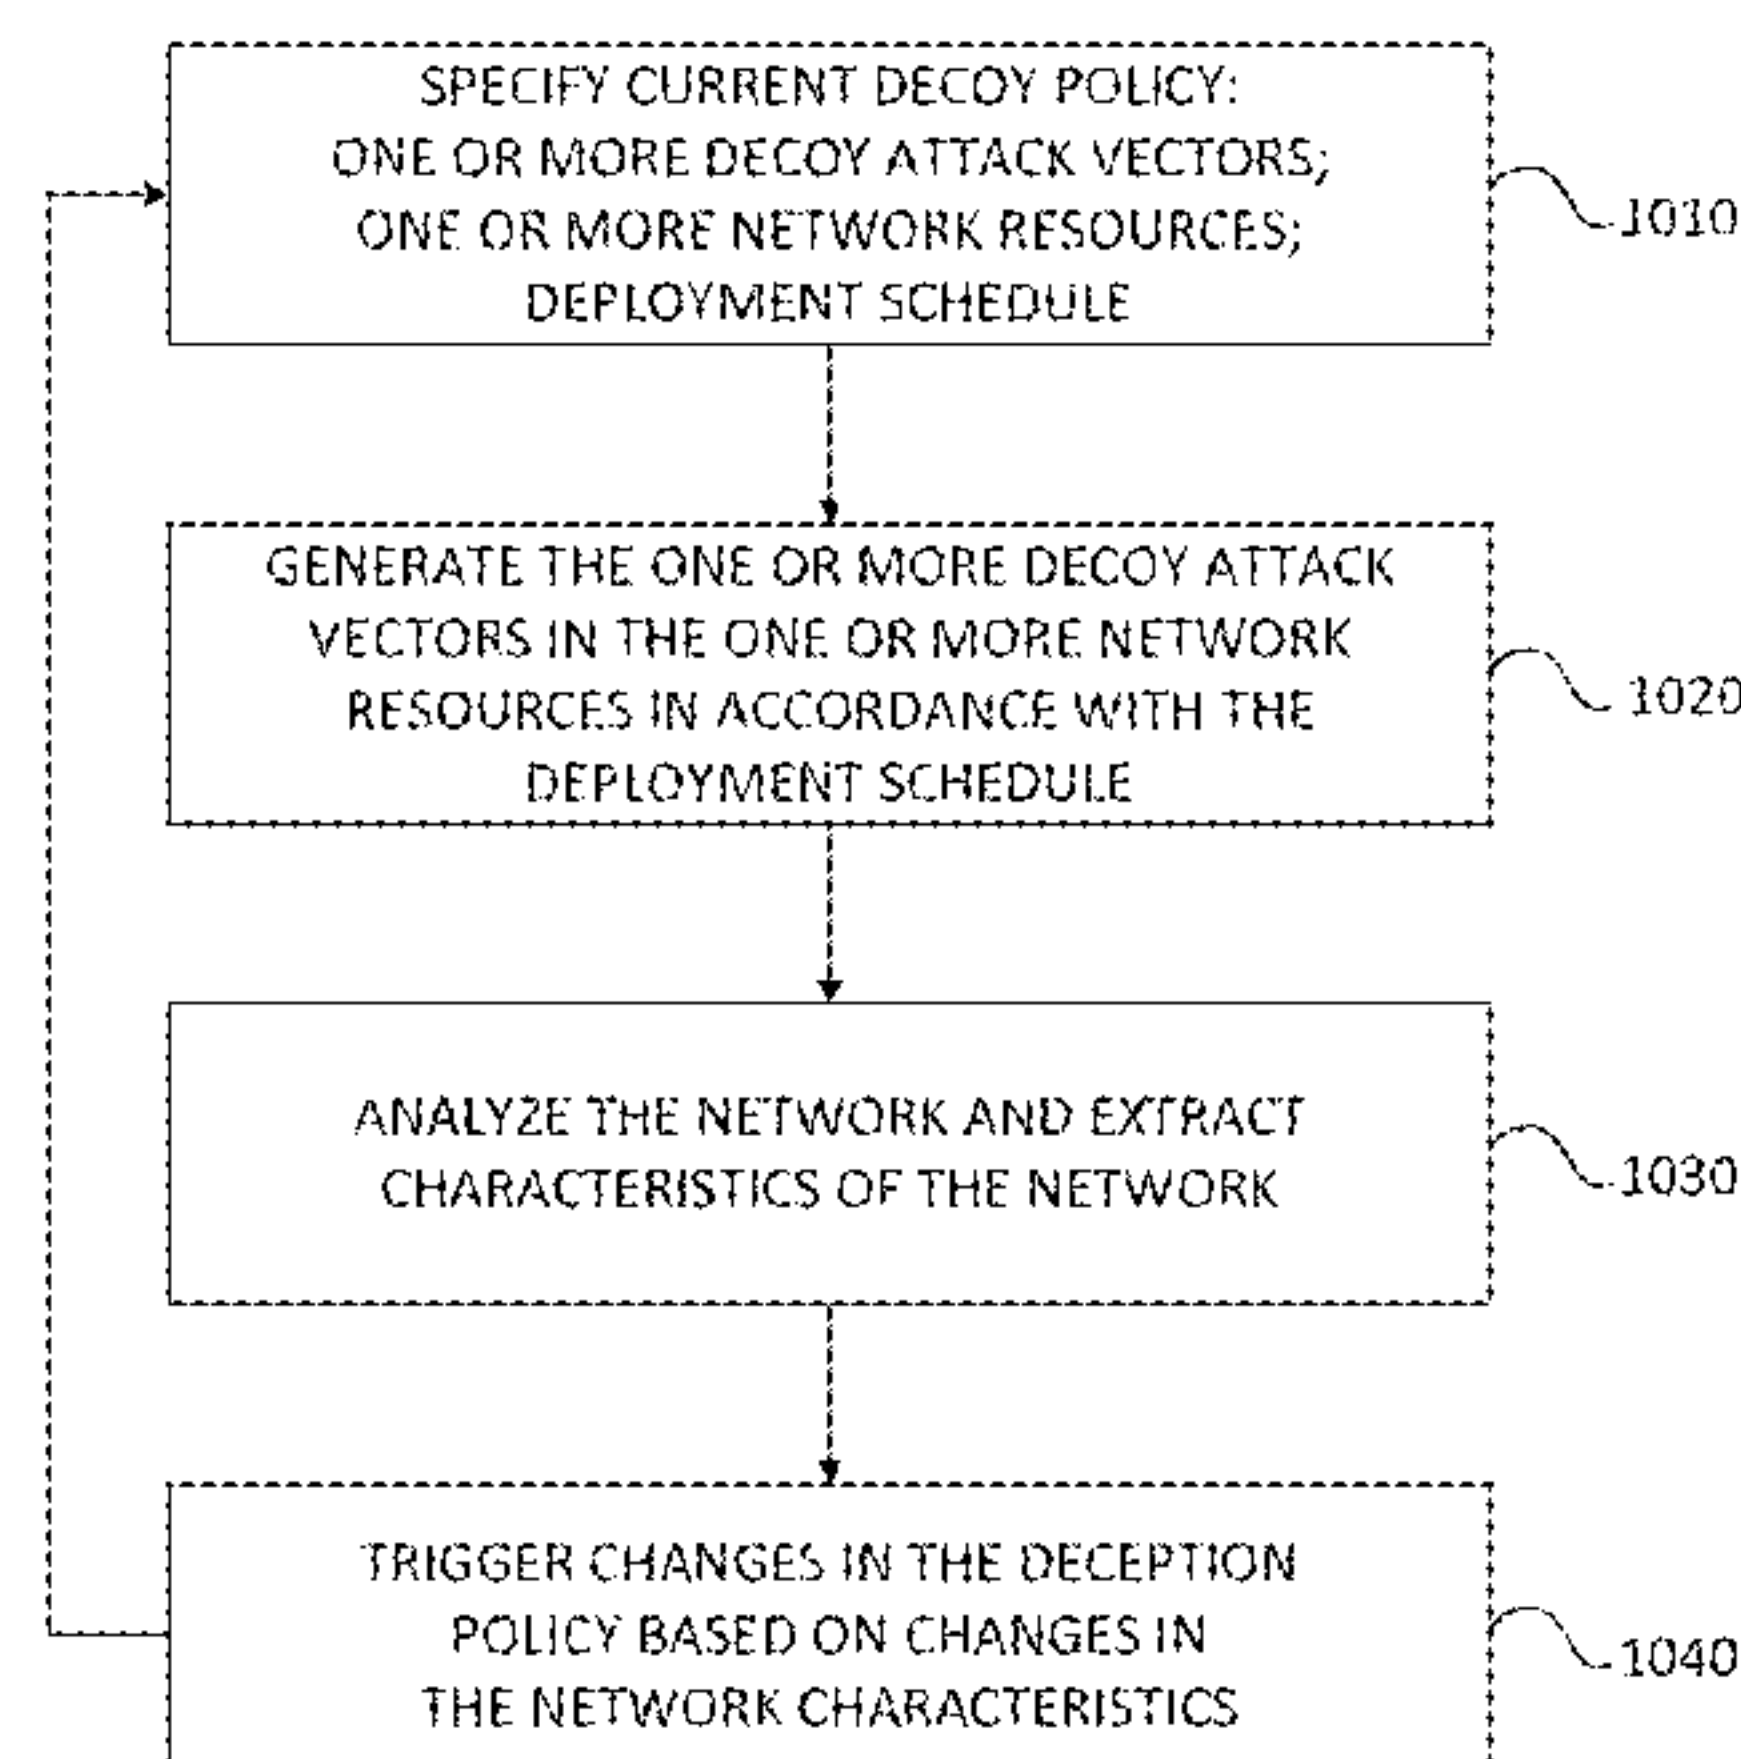 SPECIFY CURRENT DECOY POLICY:
ONE OR MORE DECOY ATTACK VECTORS;
ONE OR MORE NETWORK RESOURCES;
DEPLOYMENT SCHEDULE
1010
GENERATE THE ONE OR MORE DECOY ATTACK
VECTORS IN THE ONE OR MORE NETWORK
RESOURCES IN ACCORDANCE WITH THE
DEPLOYMENT SCHEDULE
1020
ANALYZE THE NETWORK AND EXTRACT
CHARACTERISTICS OF THE NETWORK
1030
TRIGGER CHANGES IN THE DECEPTION
POLICY BASED ON CHANGES IN
THE NETWORK CHARACTERISTICS
1040